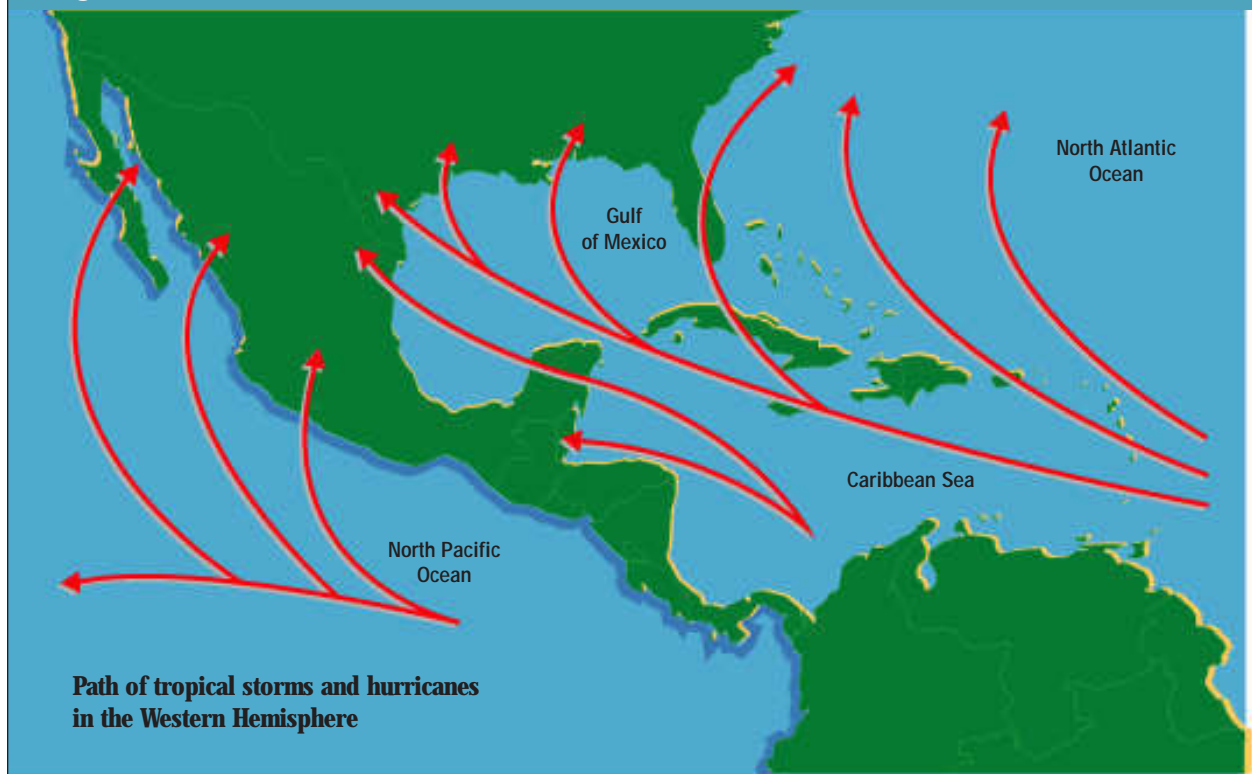 North Atlantic
Ocean
Gulf
of Mexico
Caribbean Sea
North Pacific
Ocean
Path of tropical storms and hurricanes
in the Western Hemisphere